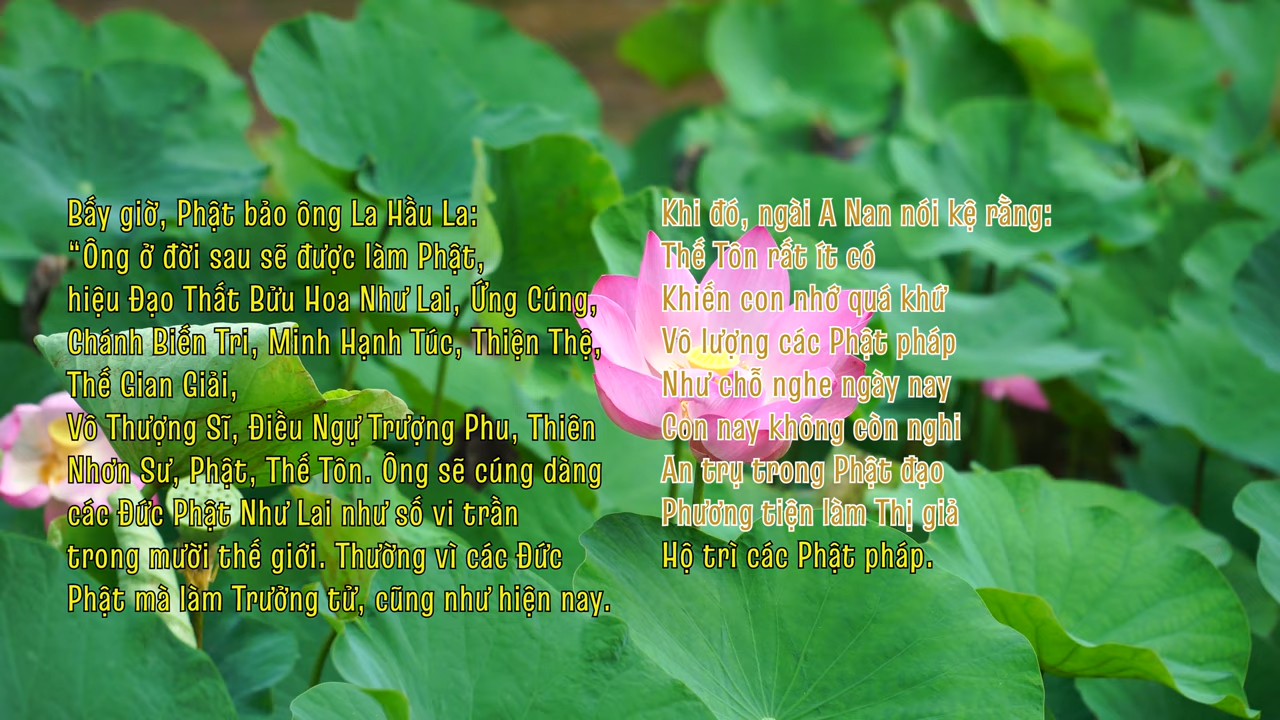 Bấy giờ, Phật bảo ông La Hầu La:
“Ông ở đời sau sẽ được làm Phật,
hiệu Đạo Thất Bửu Hoa Như Lai, Ứng Cúng,
Chánh Biến Tri, Minh Hạnh Túc, Thiện Thệ,
Thế Gian Giải,
Vô Thượng Sĩ, Điều Ngự Trượng Phu, Thiên
Nhơn Sư, Phật, Thế Tôn. Ông sẽ cúng dàng
các Đức Phật Như Lai như số vi trần
trong mười thế giới. Thường vì các Đức
Phật mà làm Trưởng tử, cũng như hiện nay.
Khi đó, ngài A Nan nói kệ rằng:
Thế Tôn rất ít có
Khiến con nhớ quá khứ
Vô lượng các Phật pháp
Như chỗ nghe ngày nay
Con nay không còn nghi
An trụ trong Phật đạo
Phương tiện làm Thị giả
Hộ trì các Phật pháp.